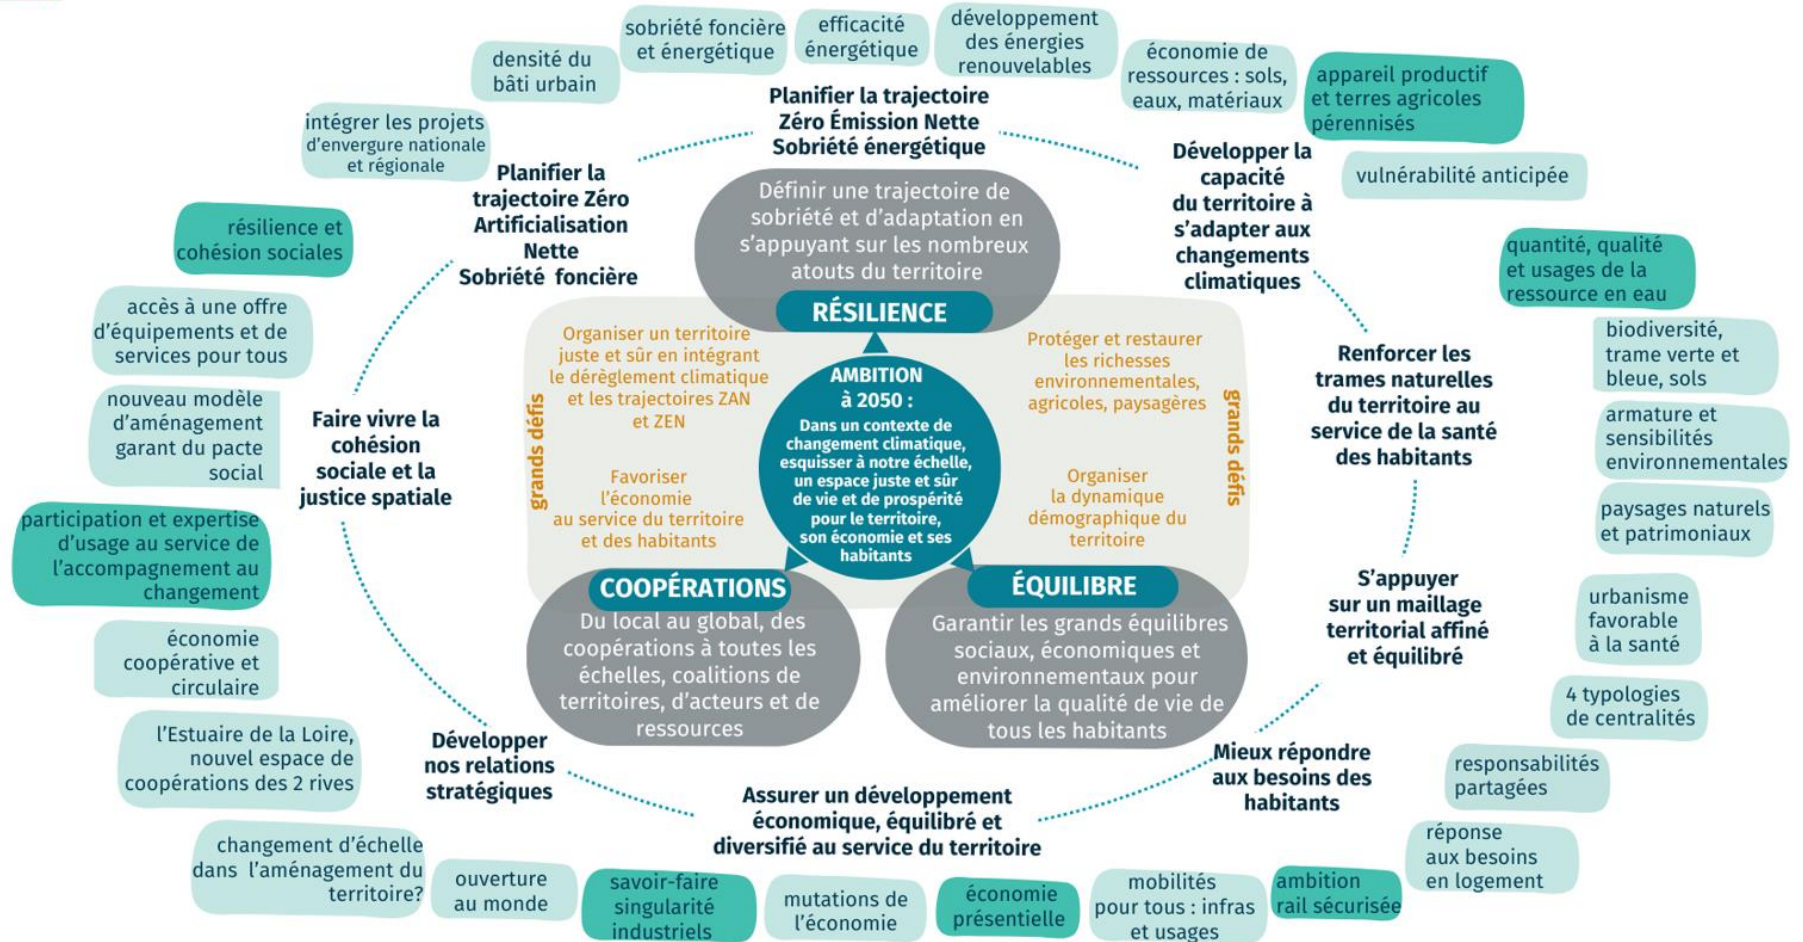 sobriété foncière
et énergétique
efficacité
énergétique
développement
des énergies
renouvelables
économie de
ressources : sols,
eaux, matériaux
appareil productif
et terres agricoles
pérennisés
vulnérabilité anticipée
densité du
bâti urbain
intégrer les projets
d'envergure nationale
et régionale
Planifier la trajectoire
Zéro Émission Nette
Sobriété énergétique
Planifier la
trajectoire Zéro
Artificialisation
Nette
Sobriété foncière
Développer la
capacité
du territoire à
s'adapter aux
changements
climatiques
Définir une trajectoire de
sobriété et d'adaptation en
s'appuyant sur les nombreux
atouts du territoire
RÉSILIENCE
résilience et
cohésion sociales
accès à une offre
d'équipements et de
services pour tous
nouveau modèle
d'aménagement
garant du pacte
social
participation et expertise
d'usage au service de
l'accompagnement au
changement
économie
coopérative et
circulaire
l'Estuaire de la Loire,
nouvel espace de
coopérations des 2 rives
changement d'échelle
dans l'aménagement du
territoire?
Faire vivre la
cohésion
sociale et la
justice spatiale
grands défis
Organiser un territoire
juste et sûr en intégrant
le dérèglement climatique
et les trajectoires ZAN
et ZEN
Favoriser
l'économie
au service du territoire
et des habitants
AMBITION
à 2050 :
Dans un contexte de
changement climatique,
esquisser à notre échelle,
un espace juste et sûr
de vie et de prospérité
pour le territoire,
son économie et ses
habitants
Protéger et restaurer
les richesses
environnementales,
agricoles, paysagères
Organiser
la dynamique
démographique du
territoire
grands défis
Renforcer les
trames naturelles
du territoire au
service de la santé
des habitants
quantité, qualité
et usages de la
ressource en eau
biodiversité,
trame verte et
bleue, sols
armature et
sensibilités
environnementales
paysages naturels
et patrimoniaux
urbanisme
favorable
à la santé
4 typologies
de centralités
responsabilités
partagées
réponse
aux besoins
en logement
S'appuyer
sur un maillage
territorial affiné
et équilibré
COOPÉRATIONS
Du local au global, des
coopérations à toutes les
échelles, coalitions de
territoires, d'acteurs et de
ressources
ÉQUILIBRE
Garantir les grands équilibres
sociaux, économiques et
environnementaux pour
améliorer la qualité de vie de
tous les habitants
Développer
nos relations
stratégiques
Assurer un développement
économique, équilibré et
diversifié au service du territoire
Mieux répondre
aux besoins des
habitants
ouverture
au monde
savoir-faire
singularité
industriels
mutations de
l'économie
économie
présentielle
mobilités
pour tous : infras
et usages
ambition
rail sécurisée